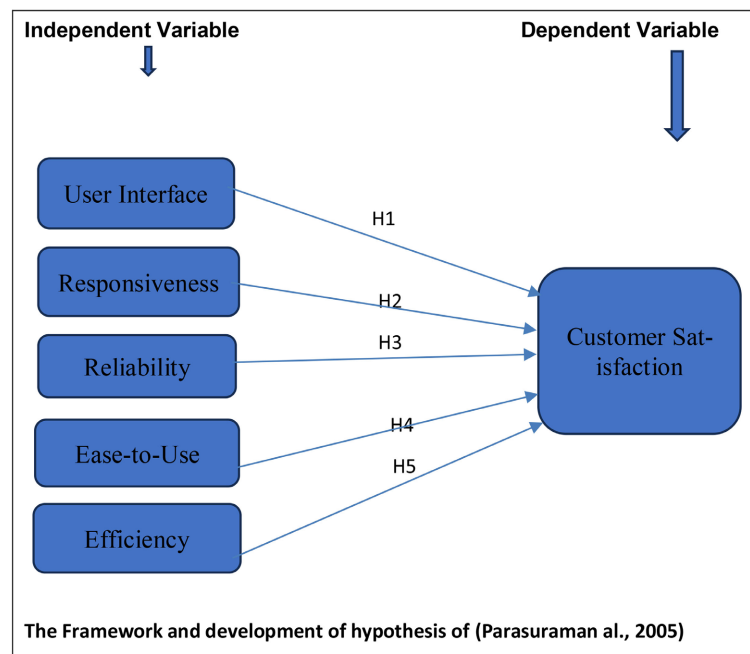 Independent Variable
Dependent Variable
User Interface
H1
Responsiveness
H2
Customer Sat-
isfaction
H3
Reliability
H4
Ease-to-Use
H5
Efficiency
The Framework and development of hypothesis of (Parasuraman al., 2005)